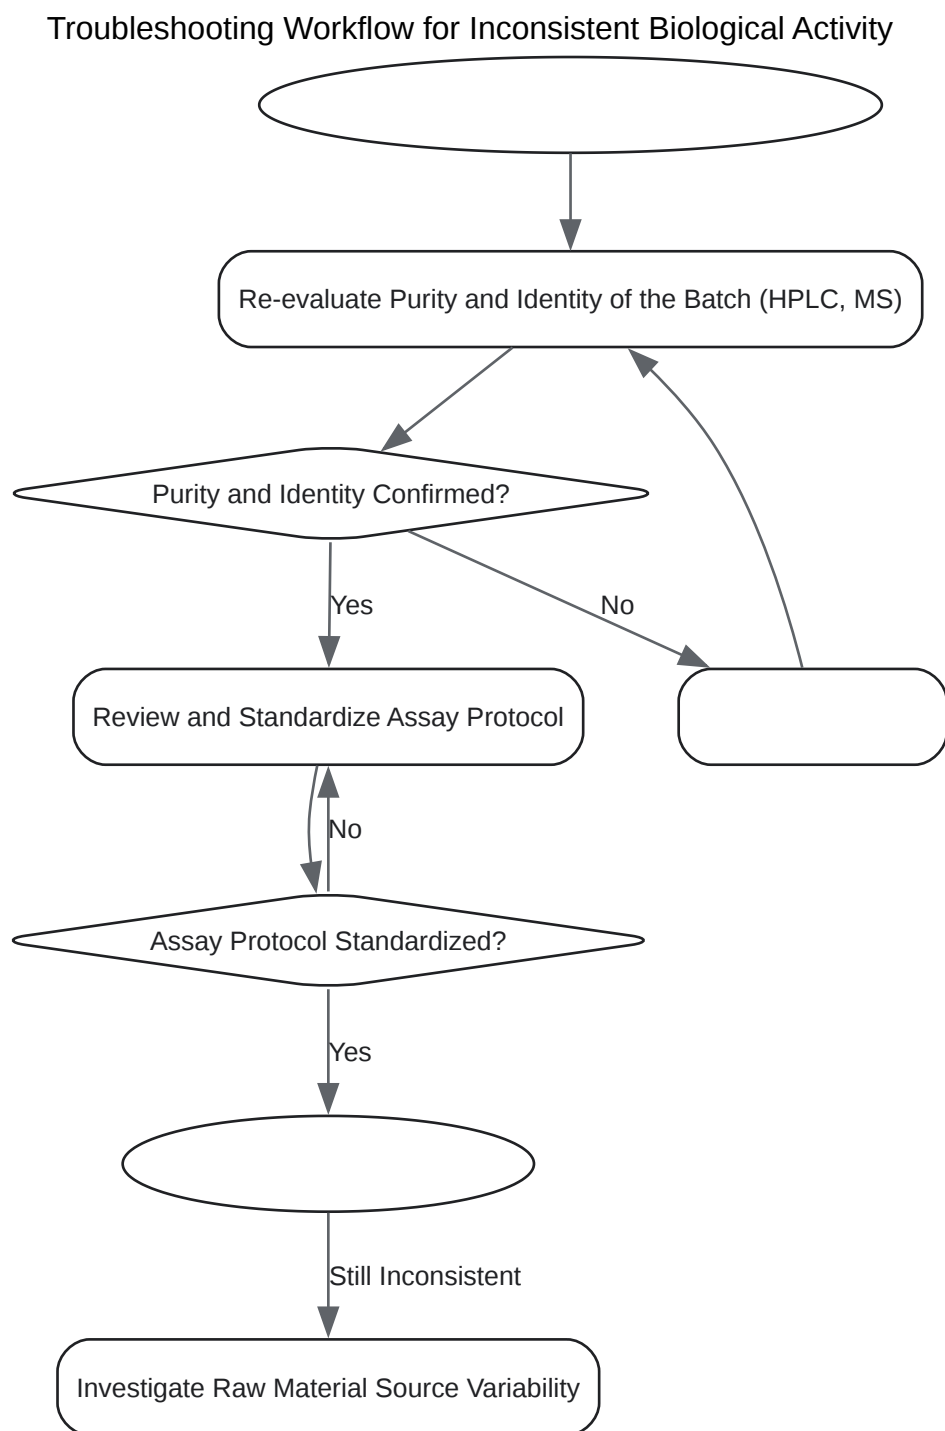 Troubleshooting Workflow for Inconsistent Biological Activity
Re-evaluate Purity and Identity of the Batch (HPLC, MS)
Purity and Identity Confirmed?
Yes
No
Review and Standardize Assay Protocol
No
Assay Protocol Standardized?
Yes
Still Inconsistent
Investigate Raw Material Source Variability